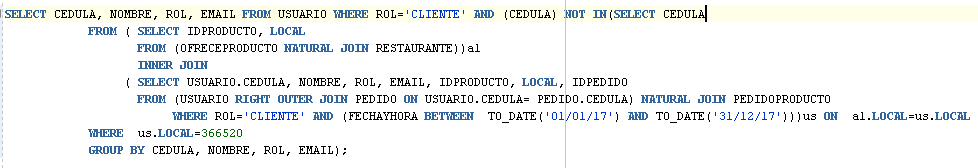 SELECT CEDULA, NOMBRE, ROL, EMAIL FROM USUARIO WHERE ROL='CLIENTE' AND (CEDULA) NOT IN(SELECT CEDULA
FROM ( SELECT IDPRODUCTO, LOCAL
FROM (OFRECEPRODUCTO NATURAL JOIN RESTAURANTE))al
INNER JOIN
( SELECT USUARIO.CEDULA, NOMBRE, ROL, EMAIL, IDPRODUCTO, LOCAL, IDPEDIDO
FROM (USUARIO RIGHT OUTER JOIN PEDIDO ON USUARIO.CEDULA= PEDIDO.CEDULA) NATURAL JOIN PEDIDOPRODUCTO
WHERE ROL='CLIENTE' AND (FECHAYHORA BETWEEN  TO_DATE('01/01/17') AND TO_DATE('31/12/17')))us ON  al.LOCAL=us.LOCAL
WHERE  us.LOCAL=366520
GROUP BY CEDULA, NOMBRE, ROL, EMAIL);